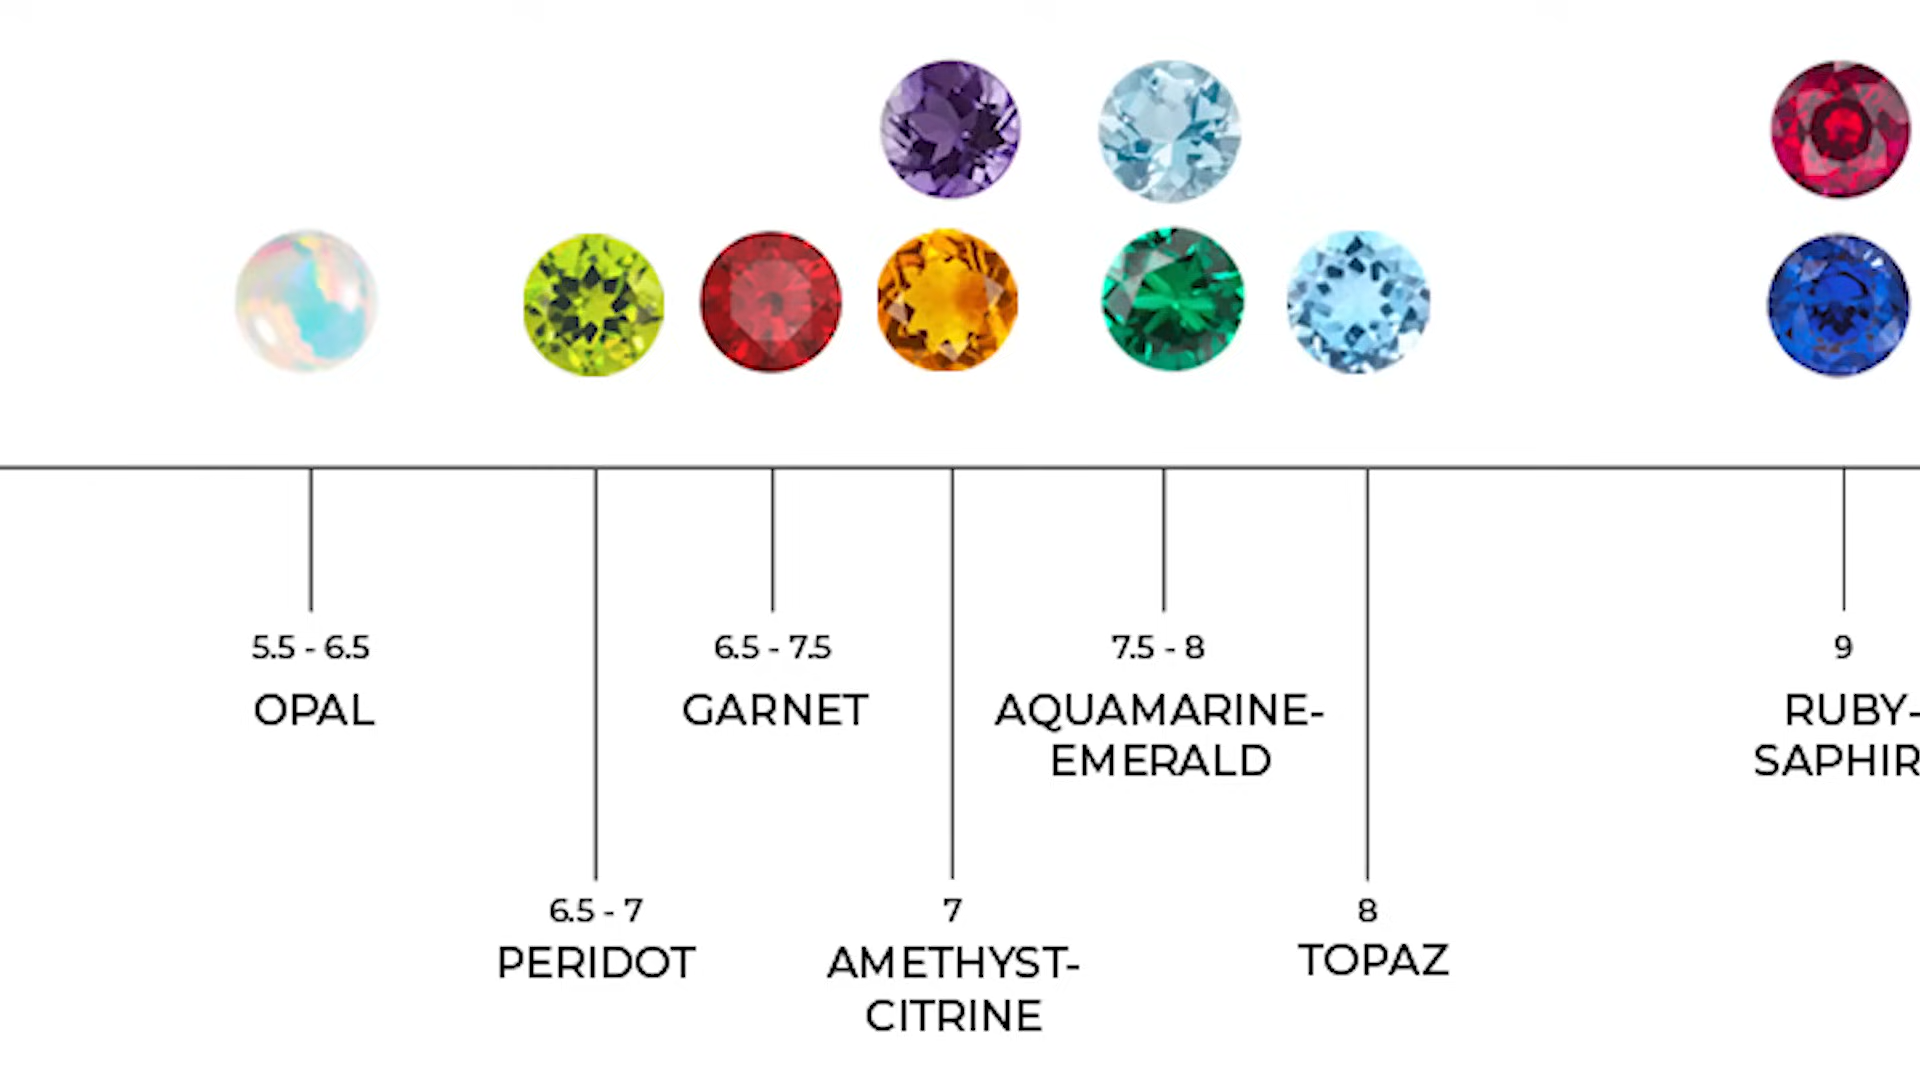 5.5 - 6.5
OPAL
6.5 - 7
PERIDOT
6.5 - 7.5
GARNET
7
AMETHYST-
CITRINE
7.5 - 8
AQUAMARINE-
EMERALD
8
TOPAZ
9
RUBY-
SAPHIR